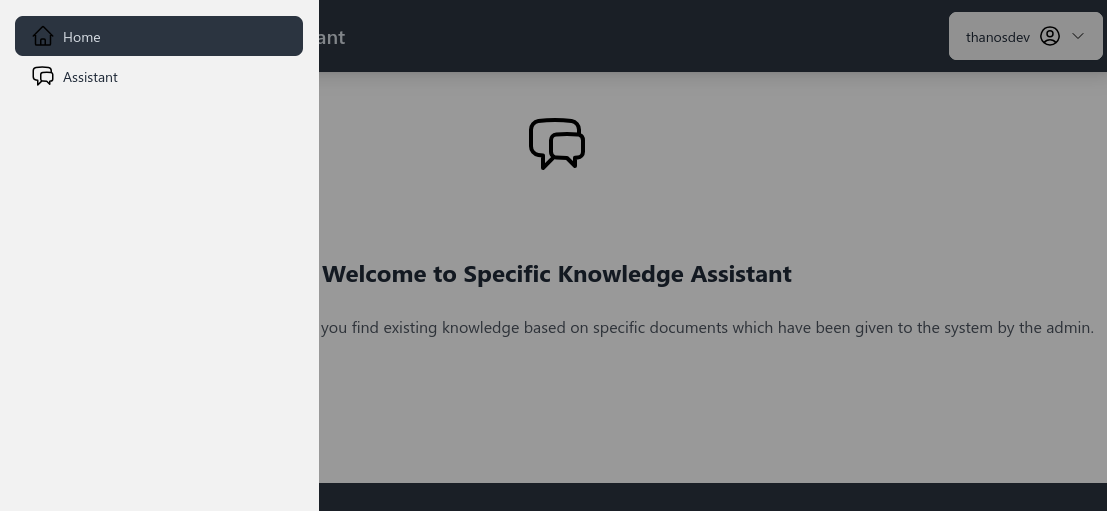 Home
Assistant
ant
thanosdev
Welcome to Specific Knowledge Assistant
you find existing knowledge based on specific documents which have been given to the system by the admin.